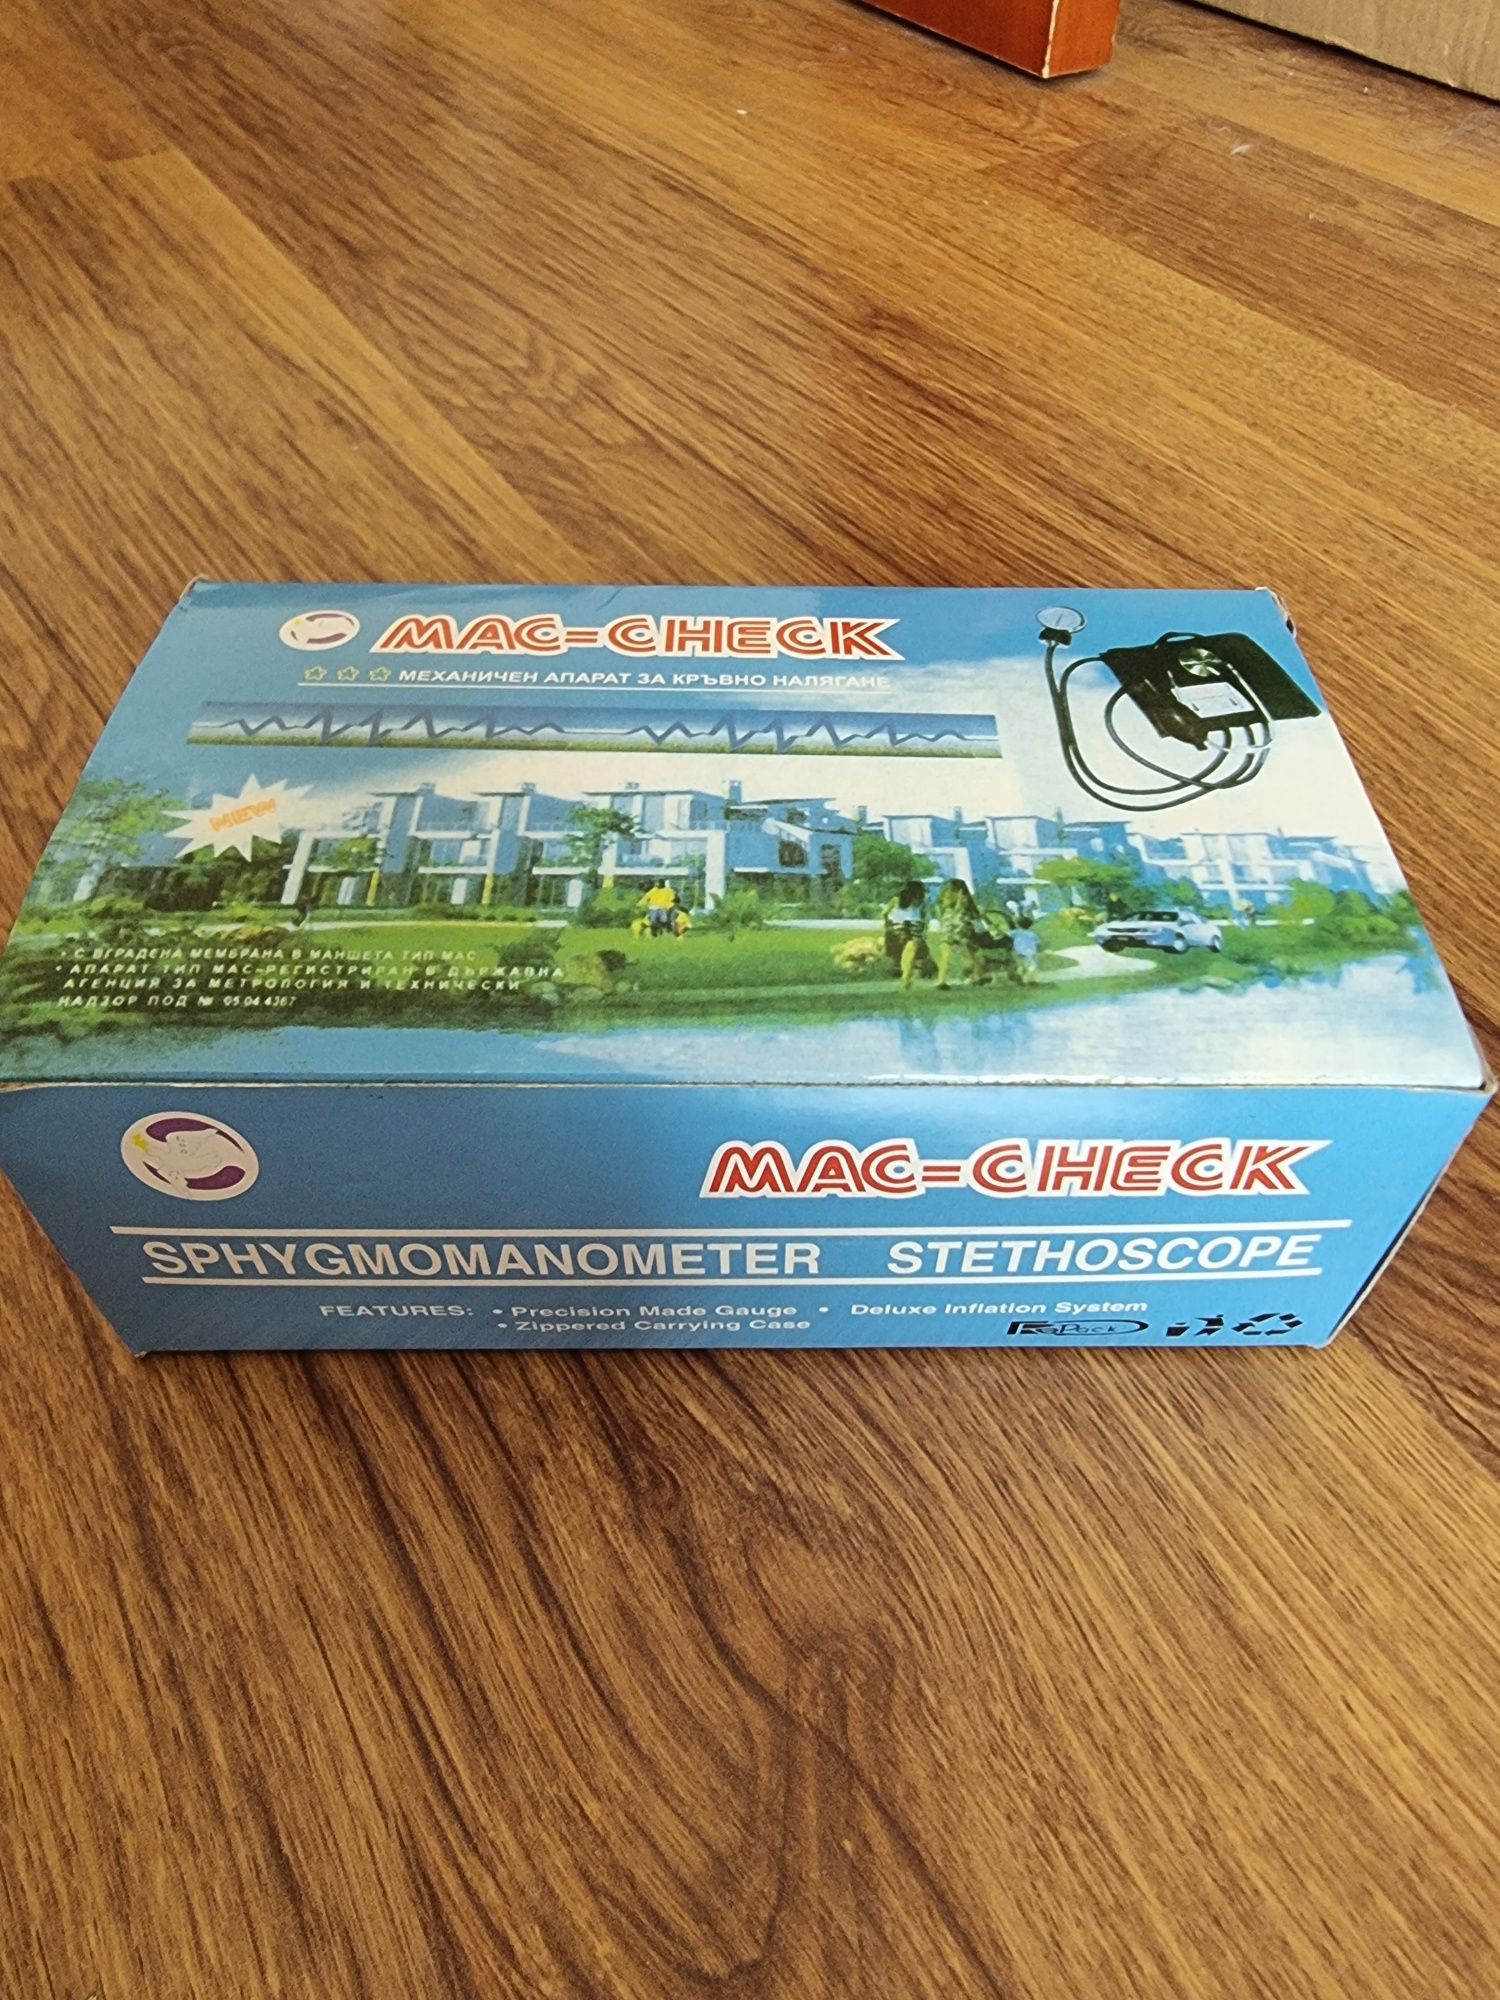 MAC-CHECK
МЕХАНИЧЕН АПАРАТ ЗА КРЪВНО НАЛЯГАНЕ
NEW
• С ВГРАДЕНА МЕМБРАНА В МАНШЕТА ТИП МАС
• АПАРАТ ТИП МАС-РЕГИСТРИРАН В ДЪРЖАВНА
АГЕНЦИЯ ЗА МЕТРОЛОГИЯ И ТЕХНИЧЕСКИ
НАДЗОР ПОД № 05.04.4367
MAC-CHECK
SPHYGMOMANOMETER STETHOSCOPE
FEATURES: • Precision Made Gauge • Deluxe Inflation System
• Zippered Carrying Case
RePack